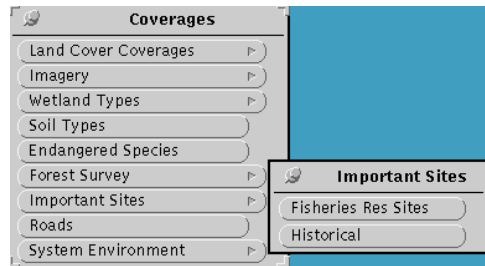 Coverages
Land Cover Coverages
Imagery
Wetland Types
Soil Types
Endangered Species
Forest Survey
Important Sites
Roads
System Environment
Important Sites
Fisheries Res Sites
Historical